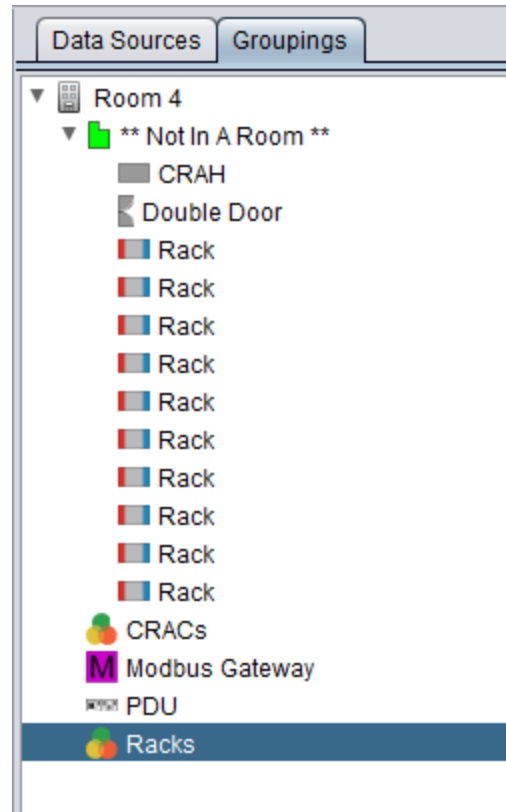 Data Sources Groupings
Room 4
** Not In A Room **
CRAH
Double Door
Rack
Rack
Rack
Rack
Rack
Rack
Rack
Rack
Rack
Rack
CRACs
M Modbus Gateway
PDU
Racks